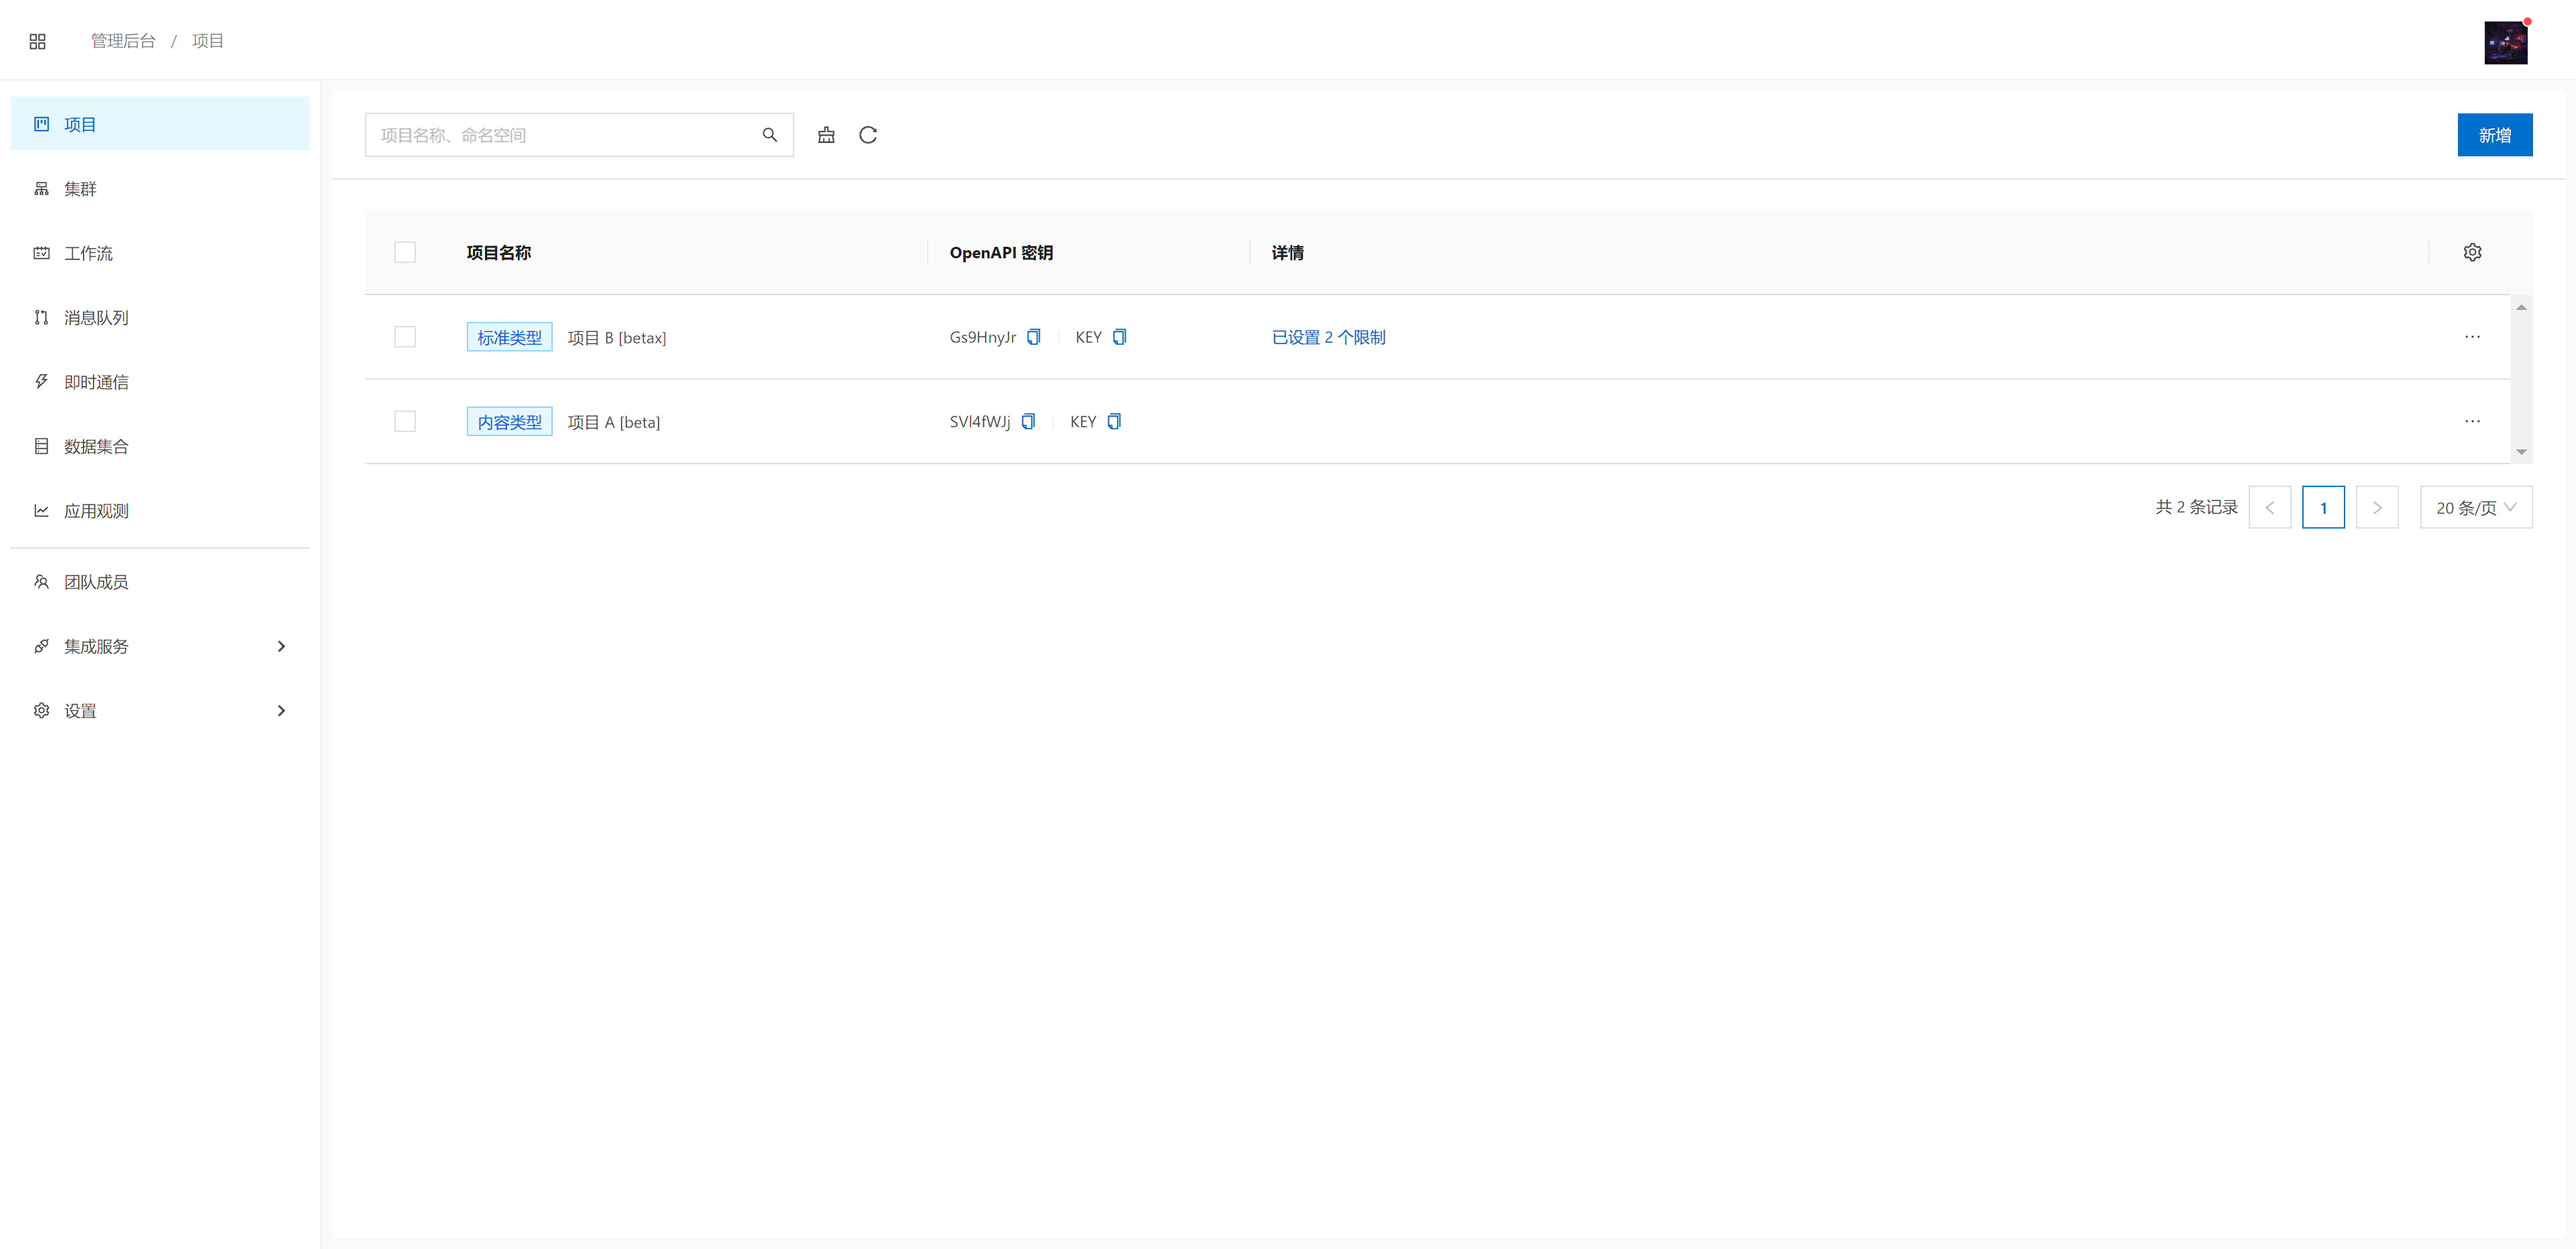 管理后台 / 项目
项目
集群
工作流
消息队列
即时通信
数据集合
应用观测
团队成员
集成服务
设置
项目名称、命名空间
新增
项目名称 OpenAPI 密钥 详情
标准类型 项目 B [betax] Gs9HnyJr KEY 已设置 2 个限制 ···
内容类型 项目 A [beta] SVl4fWJj KEY ···
共 2 条记录 < 1 > 20 条/页